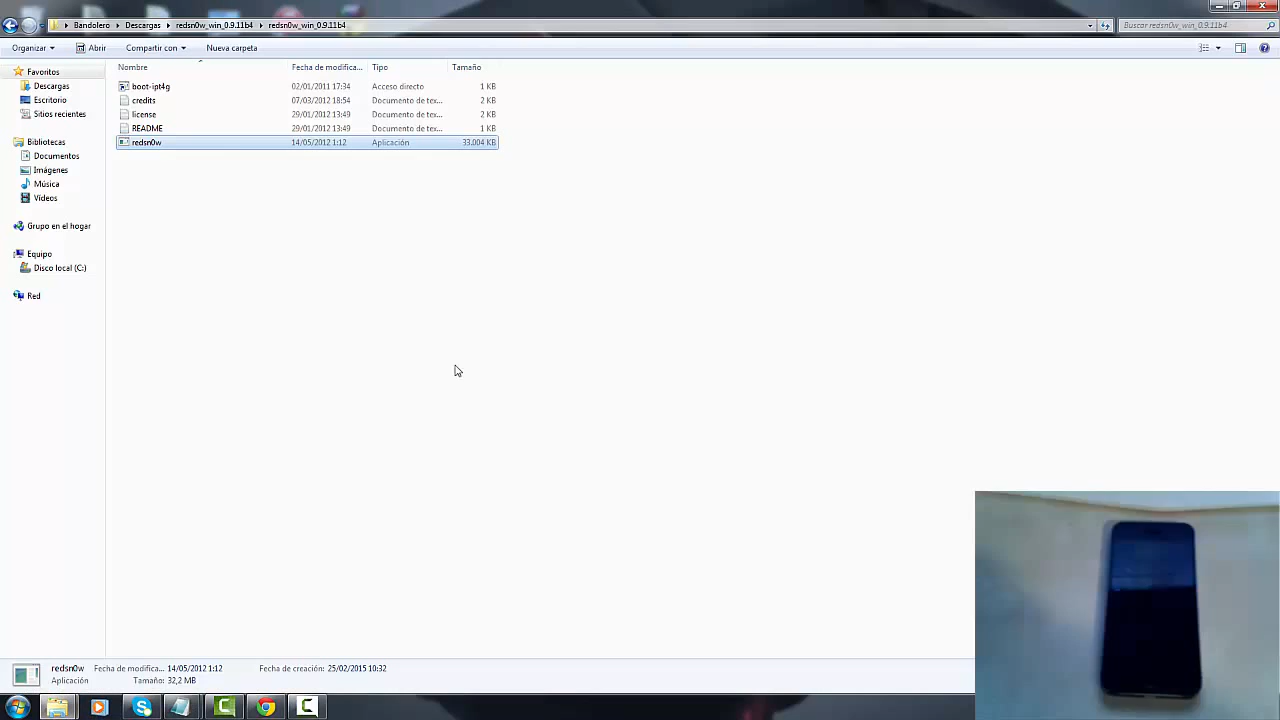 Bandolero Descargas redsn0w_win_0.9.11b4 redsn0w_win_0.9.11b4
Buscar redsn0w_win_0.9.11b4
Organizar Abrir Compartir con Nueva carpeta
Nombre Fecha de modifica... Tipo Tamaño
boot-ipt4g 02/01/2011 17:34 Acceso directo 1 KB
credits 07/03/2012 18:54 Documento de tex... 2 KB
license 29/01/2012 13:49 Documento de tex... 2 KB
README 29/01/2012 13:49 Documento de tex... 1 KB
redsn0w 14/05/2012 1:12 Aplicación 33.004 KB
Favoritos
Descargas
Escritorio
Sitios recientes
Bibliotecas
Documentos
Imágenes
Música
Vídeos
Grupo en el hogar
Equipo
Disco local (C:)
Red
redsn0w Fecha de modifica... 14/05/2012 1:12 Fecha de creación: 25/02/2015 10:32
Aplicación Tamaño: 32,2 MB